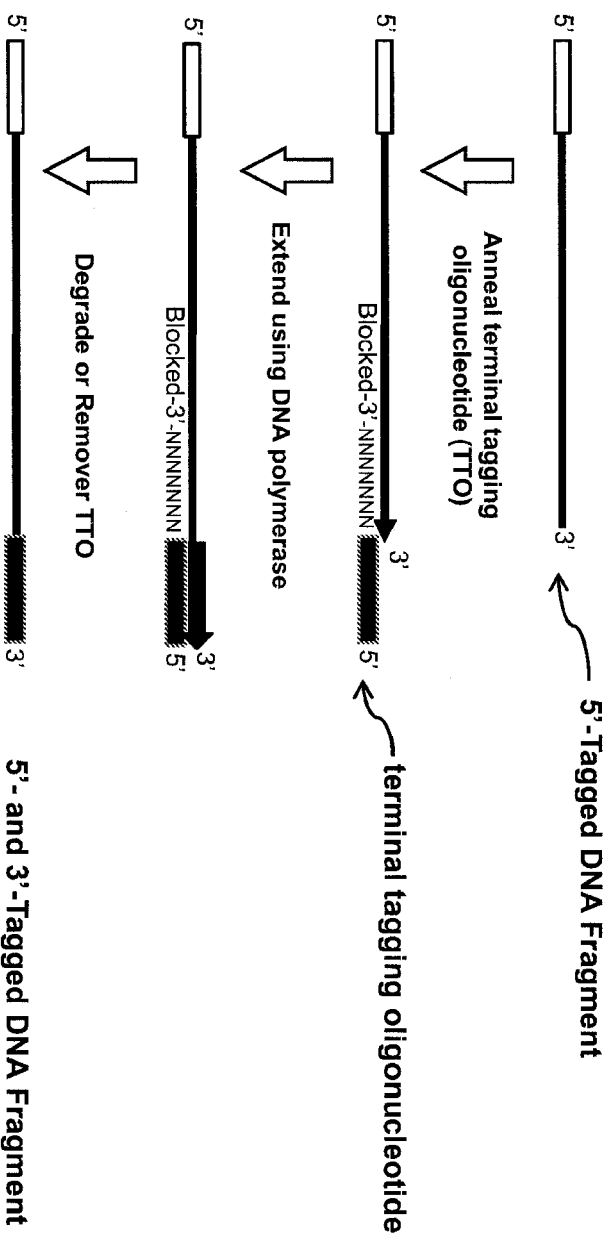 5'
3'
5'-Tagged DNA Fragment
Anneal terminal tagging
oligonucleotide (TTO)
5'
3'
Blocked-3'-NNNNNNN
5'
terminal tagging oligonucleotide
Extend using DNA polymerase
5'
3'
Blocked-3'-NNNNNNN
5'
Degrade or Remover TTO
5'
3'
5'- and 3'-Tagged DNA Fragment